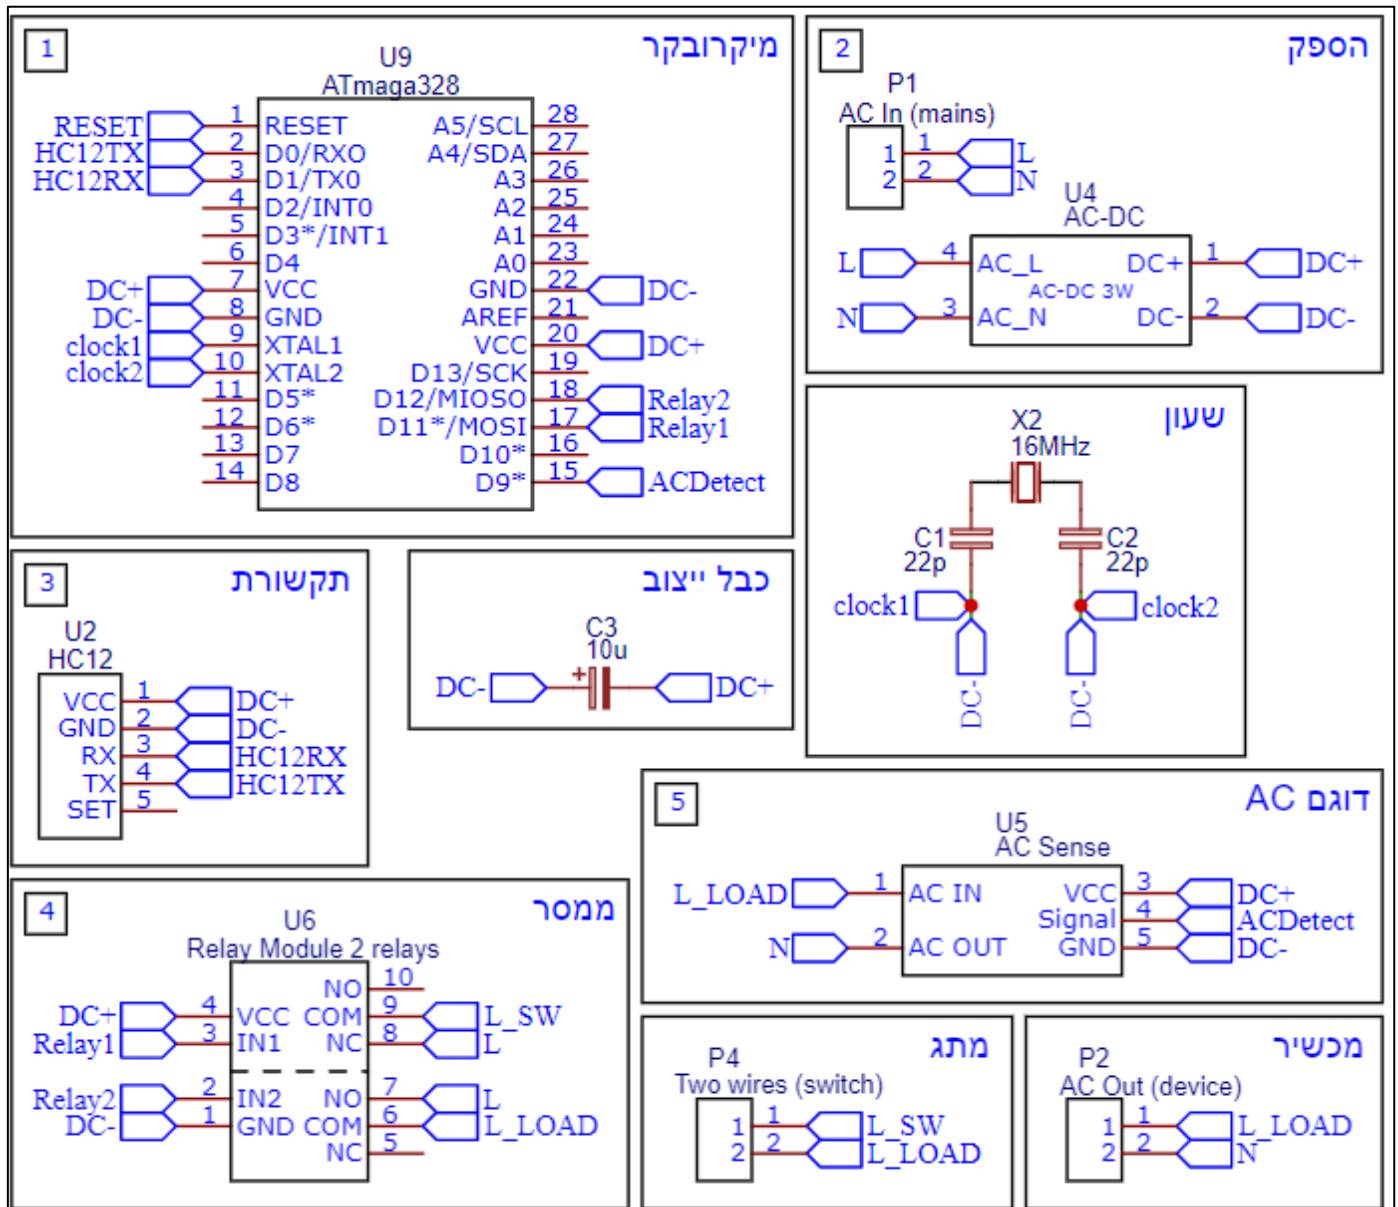 1
מיקרובקר
U9
ATmaga328
RESET 1 RESET A5/SCL 28
HC12TX 2 D0/RXO A4/SDA 27
HC12RX 3 D1/TX0 A3 26
4 D2/INT0 A2 25
5 D3*/INT1 A1 24
6 D4 A0 23
DC+ 7 VCC GND 22 DC-
DC- 8 GND AREF 21
clock1 9 XTAL1 VCC 20 DC+
clock2 10 XTAL2 D13/SCK 19
11 D5* D12/MIOSO 18 Relay2
12 D6* D11*/MOSI 17 Relay1
13 D7 D10* 16
14 D8 D9* 15 ACDetect
2
הספק
P1
AC In (mains)
1 1 L
2 2 N
U4
AC-DC
L 4 AC_L DC+ 1 DC+
AC-DC 3W
N 3 AC_N DC- 2 DC-
שעון
X2
16MHz
C1 C2
22p 22p
clock1 clock2
DC- DC-
3
תקשורת
U2
HC12
VCC 1 DC+
GND 2 DC-
RX 3 HC12RX
TX 4 HC12TX
SET 5
כבל ייצוב
C3
10u
DC- + DC+
5
דוגם AC
U5
AC Sense
L_LOAD 1 AC IN VCC 3 DC+
Signal 4 ACDetect
N 2 AC OUT GND 5 DC-
4
ממסר
U6
Relay Module 2 relays
NO 10
DC+ 4 VCC COM 9 L_SW
Relay1 3 IN1 NC 8 L
Relay2 2 IN2 NO 7 L
DC- 1 GND COM 6 L_LOAD
NC 5
מתג
P4
Two wires (switch)
1 1 L_SW
2 2 L_LOAD
מכשיר
P2
AC Out (device)
1 1 L_LOAD
2 2 N